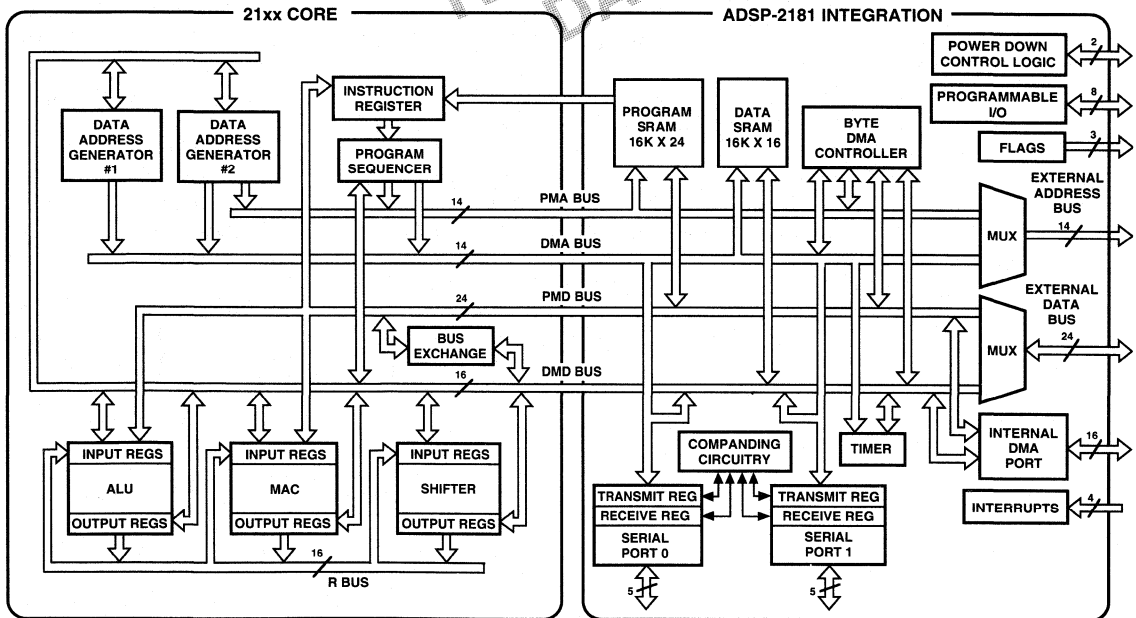 21xx CORE
ADSP-2181 INTEGRATION
POWER DOWN
CONTROL LOGIC
2
PROGRAMMABLE
I/O
8
FLAGS
3
INSTRUCTION
REGISTER
PROGRAM
SRAM
16K X 24
DATA
SRAM
16K X 16
BYTE
DMA
CONTROLLER
DATA
ADDRESS
GENERATOR
#1
DATA
ADDRESS
GENERATOR
#2
PROGRAM
SEQUENCER
EXTERNAL
ADDRESS
BUS
14
PMA BUS
MUX
14
14
DMA BUS
24
PMD BUS
EXTERNAL
DATA
BUS
BUS
EXCHANGE
MUX
24
16
DMD BUS
INPUT REGS
ALU
OUTPUT REGS
INPUT REGS
MAC
OUTPUT REGS
INPUT REGS
SHIFTER
OUTPUT REGS
16
R BUS
COMPANDING
CIRCUITRY
TIMER
INTERNAL
DMA
PORT
16
TRANSMIT REG
RECEIVE REG
SERIAL
PORT 0
5
TRANSMIT REG
RECEIVE REG
SERIAL
PORT 1
5
INTERRUPTS
4